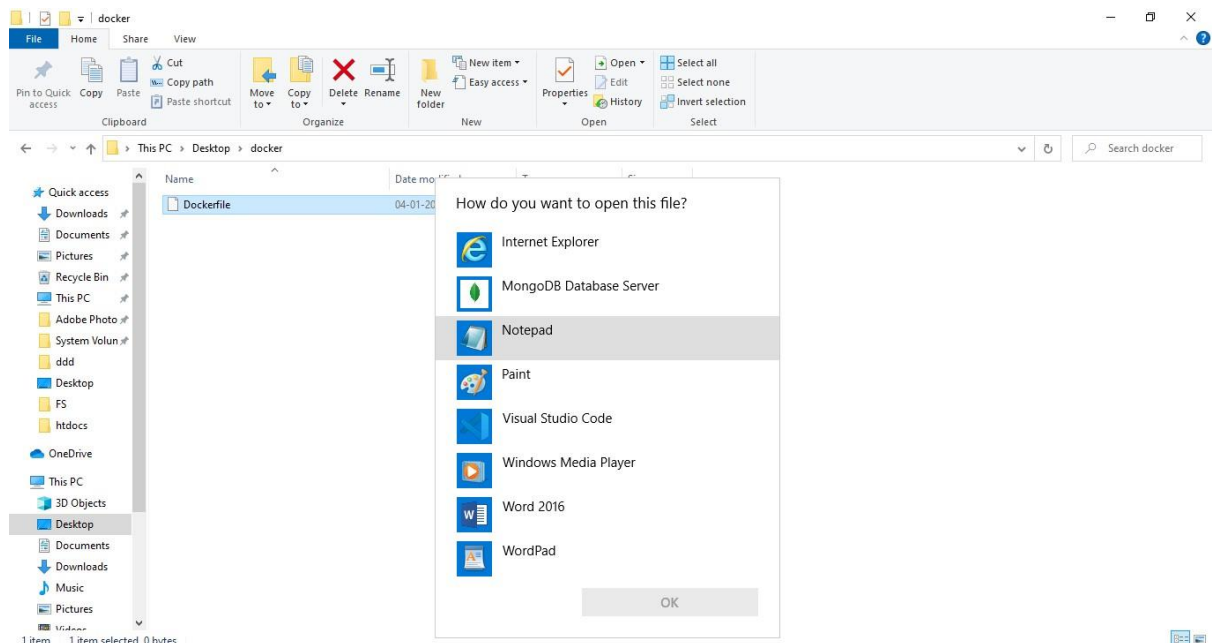 docker
File Home Share View
Pin to Quick access
Copy
Paste
Cut
Copy path
Paste shortcut
Clipboard
Move to
Copy to
Delete
Rename
Organize
New folder
New item
Easy access
New
Properties
Open
Edit
History
Open
Select all
Select none
Invert selection
Select
This PC > Desktop > docker
Search docker
Quick access
Downloads
Documents
Pictures
Recycle Bin
This PC
Adobe Photo
System Volun
ddd
Desktop
FS
htdocs
OneDrive
This PC
3D Objects
Desktop
Documents
Downloads
Music
Pictures
Videos
Name
Date
Dockerfile
04-01-20
How do you want to open this file?
Internet Explorer
MongoDB Database Server
Notepad
Paint
Visual Studio Code
Windows Media Player
Word 2016
WordPad
OK
1 item 1 item selected 0 bytes